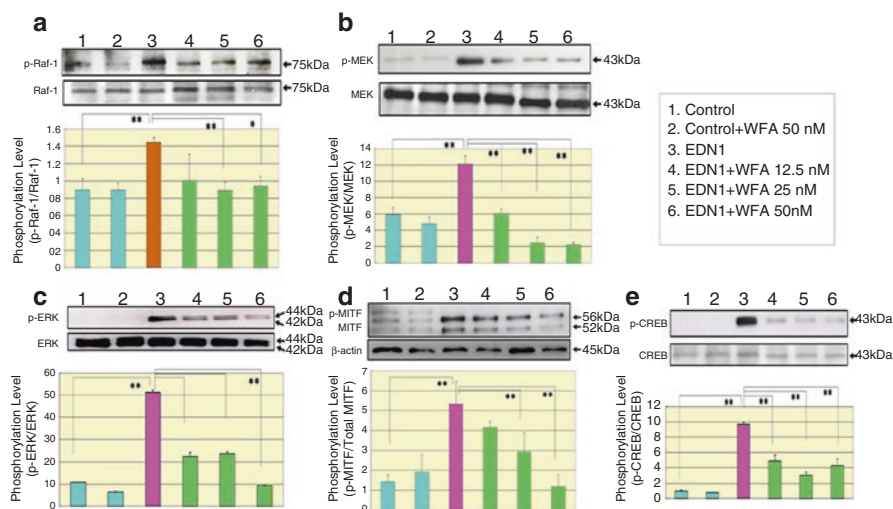 a
1 2 3 4 5 6
p-Raf-1
75kDa
Raf-1
75kDa
Phosphorylation Level
(p-Raf-1/Raf-1)
1.6
1.4
1.2
1
0.8
0.6
04
02
0
b
1 2 3 4 5 6
p-MEK
43kDa
MEK
43kDa
Phosphorylation Level
(p-MEK/MEK)
14
12
10
8
6
4
2
0
1. Control
2. Control+WFA 50 nM
3. EDN1
4. EDN1+WFA 12.5 nM
5. EDN1+WFA 25 nM
6. EDN1+WFA 50nM
c
1 2 3 4 5 6
p-ERK
44kDa
42kDa
ERK
44kDa
42kDa
Phosphorylation Level
(p-ERK/ERK)
60
50
40
30
20
10
0
d
1 2 3 4 5 6
p-MITF
MITF
56kDa
52kDa
β-actin
45kDa
Phosphorylation Level
(p-MITF/Total MITF)
7
6
5
4
3
2
1
0
e
1 2 3 4 5 6
p-CREB
43kDa
CREB
43kDa
Phosphorylation Level
(p-CREB/CREB)
12
10
8
6
4
2
0